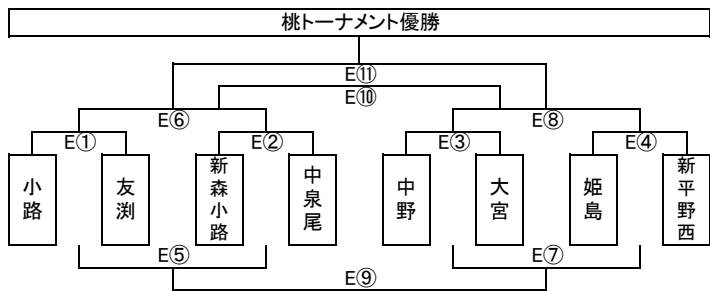 桃トーナメント優勝
E⑪
E⑩
E⑥ E⑧
E① E② E③ E④
小路 友渕 新森小路 中泉尾 中野 大宮 姫島 新平野西
E⑤ E⑦
E⑨